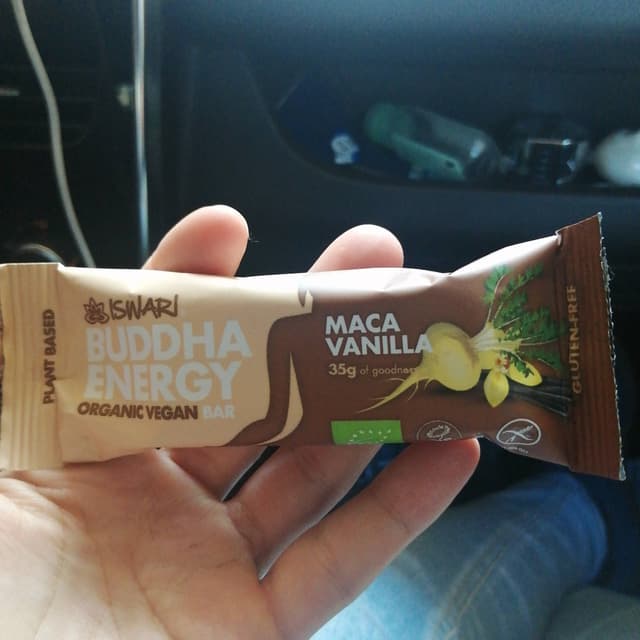 PLANT BASED
ISWARI
BUDDHA
ENERGY
ORGANIC VEGAN BAR
MACA
VANILLA
35g of goodness
GLUTEN-FREE